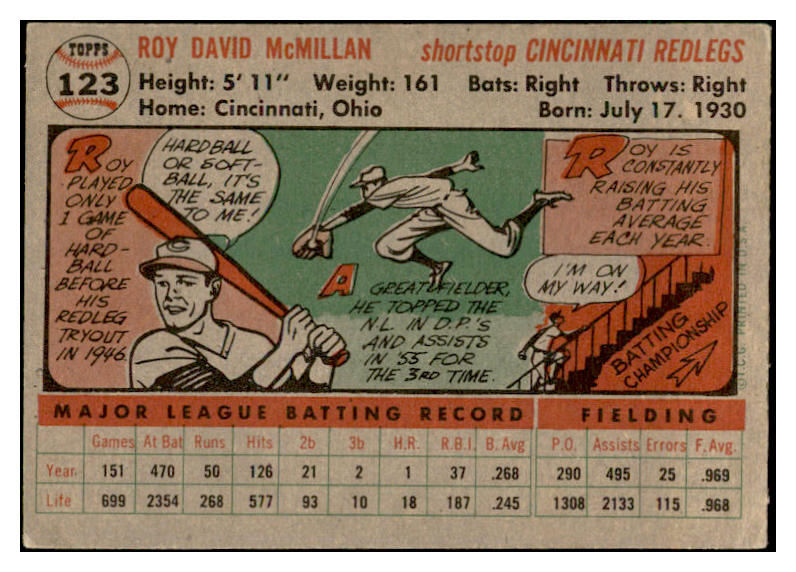 TOPPS
123
ROY DAVID McMILLAN shortstop CINCINNATI REDLEGS
Height: 5' 11" Weight: 161 Bats: Right Throws: Right
Home: Cincinnati, Ohio Born: July 17. 1930
ROY
PLAYED
ONLY
1 GAME
OF
HARD-
BALL
BEFORE
HIS
REDLEG
TRYOUT
IN 1946.
HARDBALL
OR SOFT-
BALL, IT'S
THE SAME
TO ME!
A GREAT FIELDER,
HE TOPPED THE
N.L. IN D.P.'S
AND ASSISTS
IN '55 FOR
THE 3RD TIME.
ROY IS
CONSTANTLY
RAISING HIS
BATTING
AVERAGE
EACH YEAR.
I'M ON
MY WAY!
BATTING
CHAMPIONSHIP
© T.C.G. PRINTED IN U.S.A.
MAJOR LEAGUE BATTING RECORD FIELDING
Games At Bat Runs Hits 2b 3b H.R. R.B.I. B. Avg P.O. Assists Errors F. Avg.
Year 151 470 50 126 21 2 1 37 .268 290 495 25 .969
Life 699 2354 268 577 93 10 18 187 .245 1308 2133 115 .968